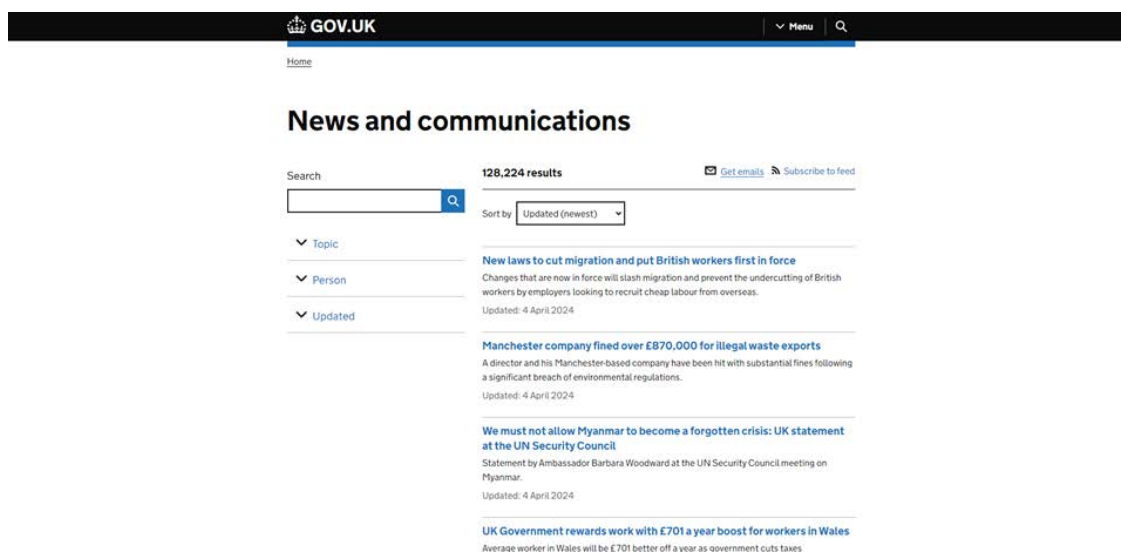 GOV.UK
Menu
Home
News and communications
Search
Topic
Person
Updated
128,224 results
Get emails Subscribe to feed
Sort by Updated (newest)
New laws to cut migration and put British workers first in force
Changes that are now in force will slash migration and prevent the undercutting of British
workers by employers looking to recruit cheap labour from overseas.
Updated: 4 April 2024
Manchester company fined over £870,000 for illegal waste exports
A director and his Manchester-based company have been hit with substantial fines following
a significant breach of environmental regulations.
Updated: 4 April 2024
We must not allow Myanmar to become a forgotten crisis: UK statement
at the UN Security Council
Statement by Ambassador Barbara Woodward at the UN Security Council meeting on
Myanmar.
Updated: 4 April 2024
UK Government rewards work with £701 a year boost for workers in Wales
Average worker in Wales will be £701 better off a year as government cuts taxes